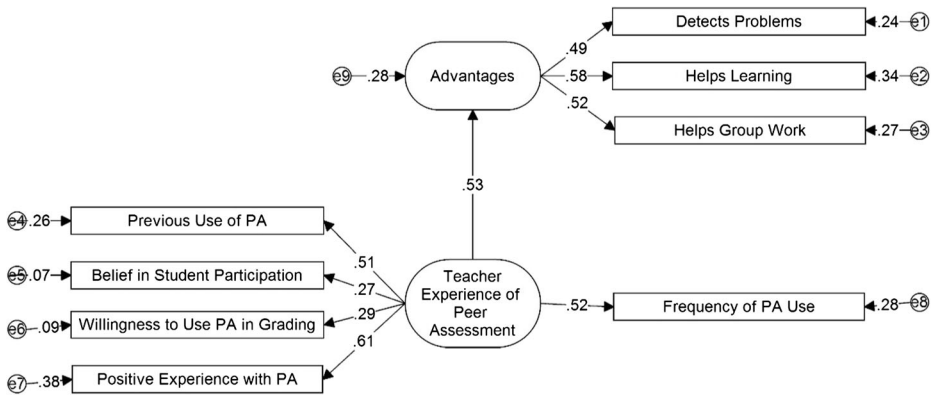 Detects Problems
.24
e1
.49
e9
.28
Advantages
.58
Helps Learning
.34
e2
.52
Helps Group Work
.27
e3
.53
e4
.26
Previous Use of PA
.51
e5
.07
Belief in Student Participation
.27
Teacher
Experience of
Peer
Assessment
.52
Frequency of PA Use
.28
e8
e6
.09
Willingness to Use PA in Grading
.29
.61
e7
.38
Positive Experience with PA